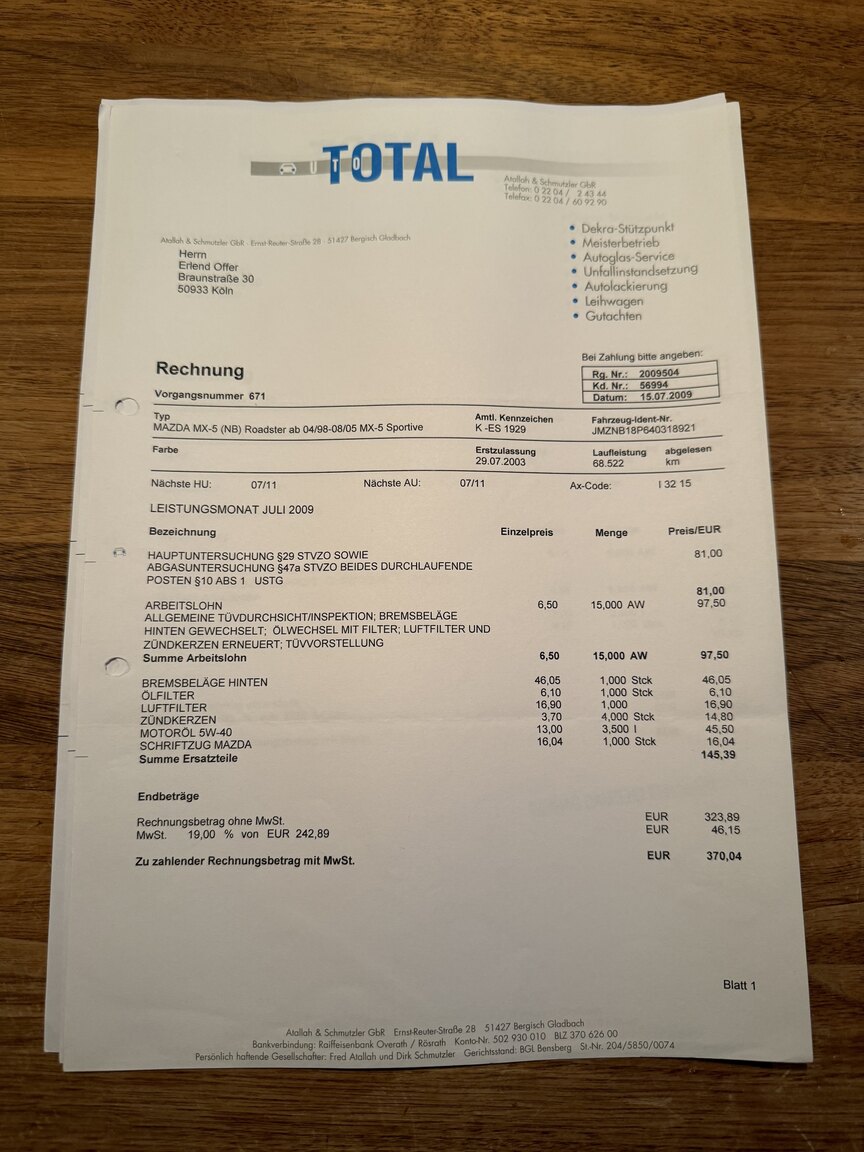 AUTO TOTAL
Atallah & Schmutzler GbR
Telefon: 0 22 04 / 2 43 44
Telefax: 0 22 04 / 60 92 90
Atallah & Schmutzler GbR · Ernst-Reuter-Straße 28 · 51427 Bergisch Gladbach
Herrn
Erlend Offer
Braunstraße 30
50933 Köln
• Dekra-Stützpunkt
• Meisterbetrieb
• Autoglas-Service
• Unfallinstandsetzung
• Autolackierung
• Leihwagen
• Gutachten
Rechnung
Vorgangsnummer 671
Bei Zahlung bitte angeben:
Rg. Nr.: 2009504
Kd. Nr.: 56994
Datum: 15.07.2009
Typ Amtl. Kennzeichen Fahrzeug-Ident-Nr.
MAZDA MX-5 (NB) Roadster ab 04/98-08/05 MX-5 Sportive K -ES 1929 JMZNB18P640318921
Farbe Erstzulassung Laufleistung abgelesen
29.07.2003 68.522 km
Nächste HU: 07/11 Nächste AU: 07/11 Ax-Code: I 32 15
LEISTUNGSMONAT JULI 2009
Bezeichnung Einzelpreis Menge Preis/EUR
HAUPTUNTERSUCHUNG §29 STVZO SOWIE 81,00
ABGASUNTERSUCHUNG §47a STVZO BEIDES DURCHLAUFENDE
POSTEN §10 ABS 1 USTG
81,00
ARBEITSLOHN 6,50 15,000 AW 97,50
ALLGEMEINE TÜVDURCHSICHT/INSPEKTION; BREMSBELÄGE
HINTEN GEWECHSELT; ÖLWECHSEL MIT FILTER; LUFTFILTER UND
ZÜNDKERZEN ERNEUERT; TÜVVORSTELLUNG
Summe Arbeitslohn 6,50 15,000 AW 97,50
BREMSBELÄGE HINTEN 46,05 1,000 Stck 46,05
ÖLFILTER 6,10 1,000 Stck 6,10
LUFTFILTER 16,90 1,000 16,90
ZÜNDKERZEN 3,70 4,000 Stck 14,80
MOTORÖL 5W-40 13,00 3,500 l 45,50
SCHRIFTZUG MAZDA 16,04 1,000 Stck 16,04
Summe Ersatzteile 145,39
Endbeträge
Rechnungsbetrag ohne MwSt. EUR 323,89
MwSt. 19,00 % von EUR 242,89 EUR 46,15
Zu zahlender Rechnungsbetrag mit MwSt. EUR 370,04
Blatt 1
Atallah & Schmutzler GbR Ernst-Reuter-Straße 28 51427 Bergisch Gladbach
Bankverbindung: Raiffeisenbank Overath / Rösrath Konto-Nr. 502 930 010 BLZ 370 626 00
Persönlich haftende Gesellschafter: Fred Atallah und Dirk Schmutzler Gerichtsstand: BGL Bensberg St.-Nr. 204/5850/0074